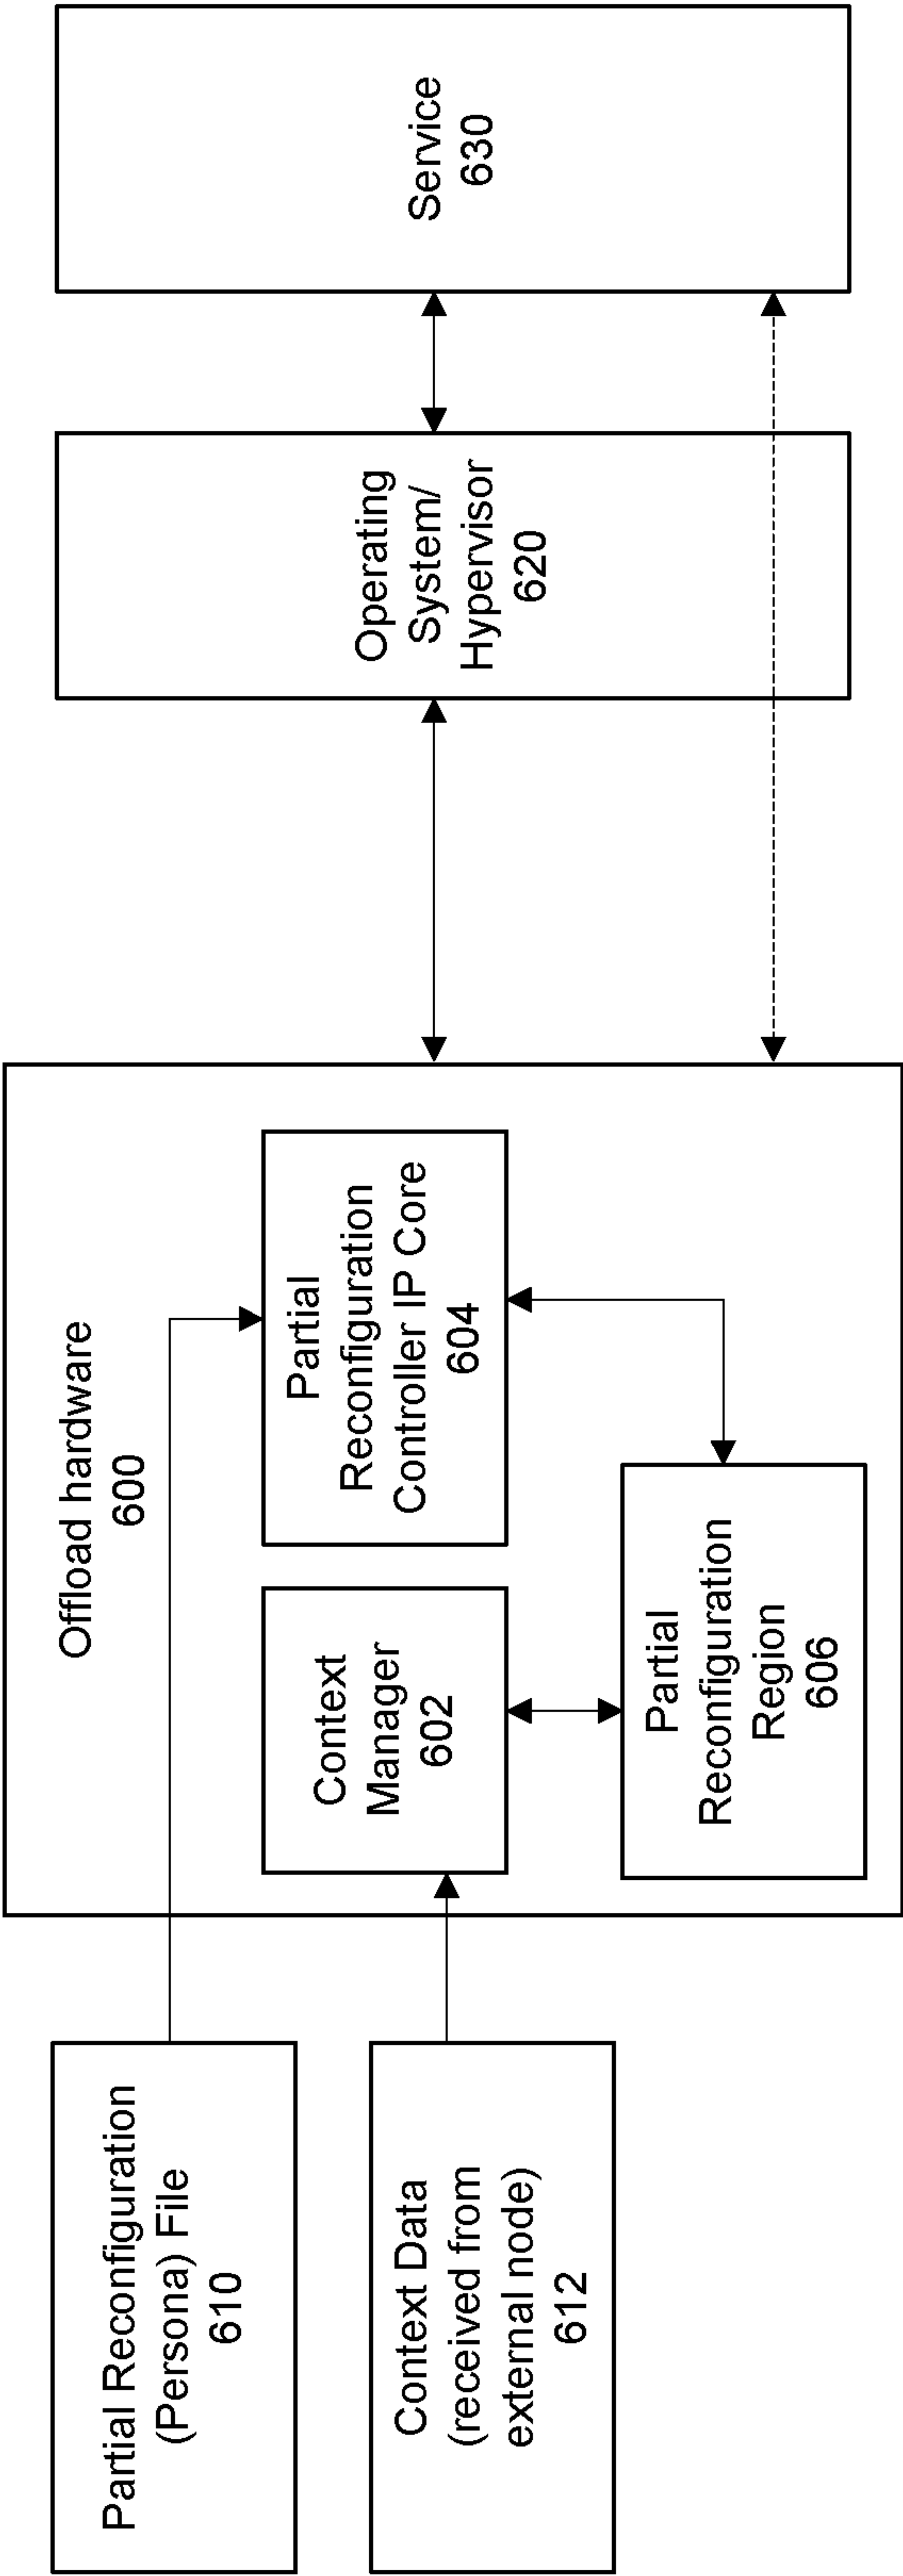 Partial Reconfiguration
(Persona) File
610
Context Data
(received from
external node)
612
Offload hardware
600
Context
Manager
602
Partial
Reconfiguration
Controller IP Core
604
Partial
Reconfiguration
Region
606
Operating
System/
Hypervisor
620
Service
630